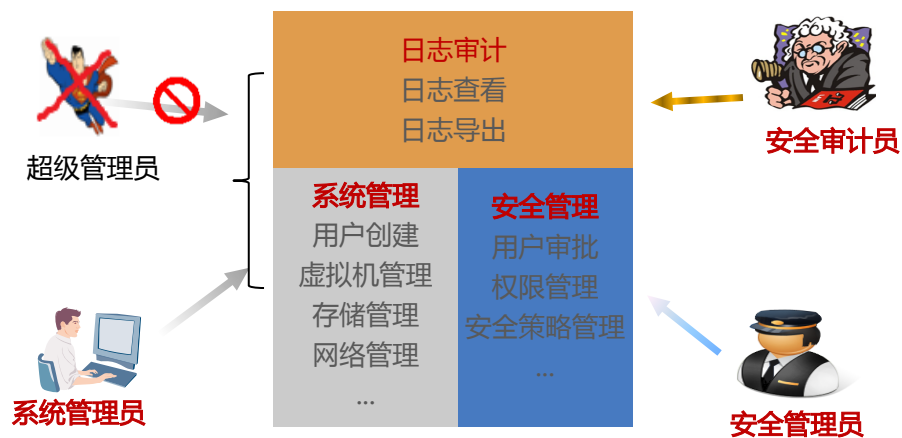 日志审计
日志查看
日志导出
超级管理员
安全审计员
系统管理
用户创建
虚拟机管理
存储管理
网络管理
...
安全管理
用户审批
权限管理
安全策略管理
...
系统管理员
安全管理员